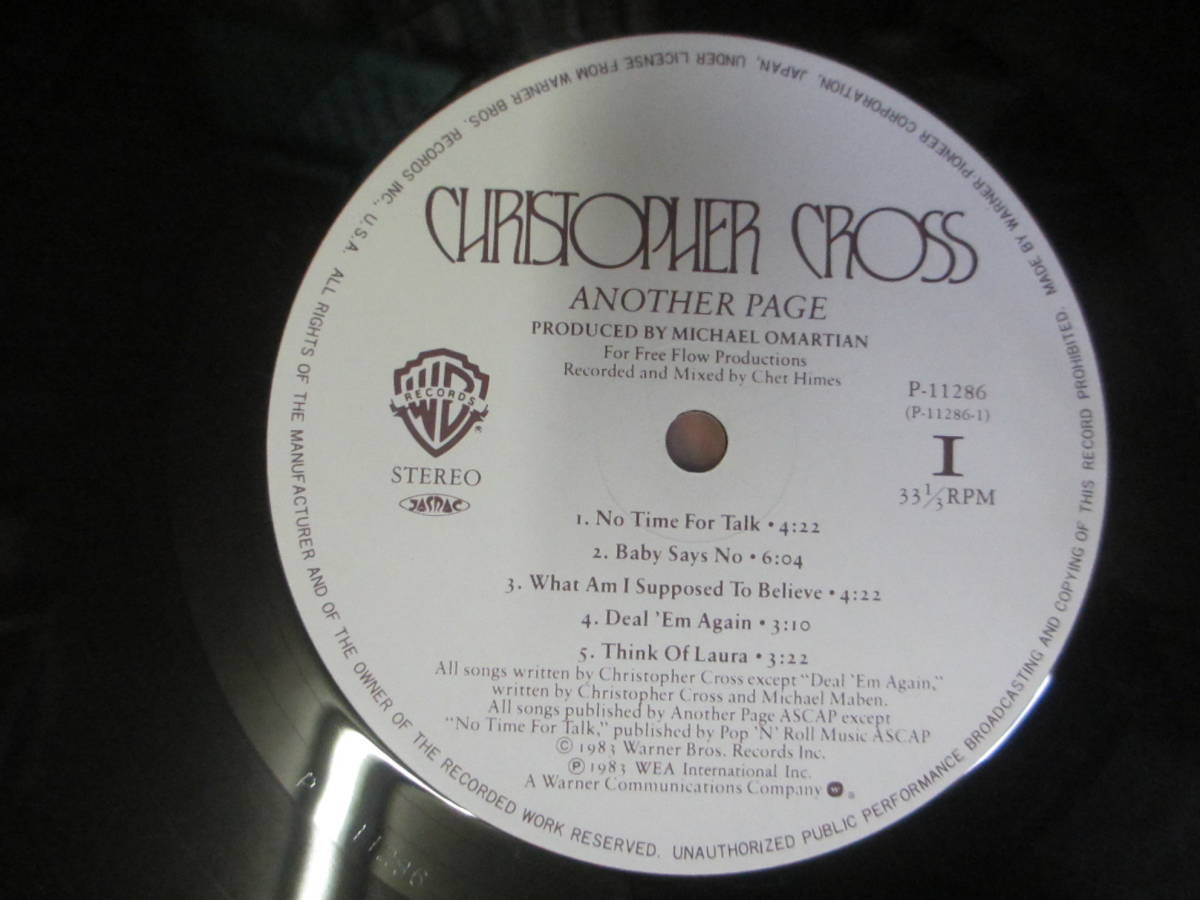 CHRISTOPHER CROSS
ANOTHER PAGE
PRODUCED BY MICHAEL OMARTIAN
For Free Flow Productions
Recorded and Mixed by Chet Himes
W RECORDS ®
STEREO
JASRAC
P-11286
(P-11286-1)
I
33 1/3 RPM
1. No Time For Talk • 4:22
2. Baby Says No • 6:04
3. What Am I Supposed To Believe • 4:22
4. Deal 'Em Again • 3:10
5. Think Of Laura • 3:22
All songs written by Christopher Cross except "Deal 'Em Again,"
written by Christopher Cross and Michael Maben.
All songs published by Another Page ASCAP except
"No Time For Talk," published by Pop 'N' Roll Music ASCAP
© 1983 Warner Bros. Records Inc.
℗ 1983 WEA International Inc.
A Warner Communications Company W ®
MADE BY WARNER-PIONEER CORPORATION, JAPAN, UNDER LICENSE FROM WARNER BROS. RECORDS INC., U.S.A. ALL RIGHTS OF THE MANUFACTURER AND OF THE OWNER OF THE RECORDED WORK RESERVED. UNAUTHORIZED PUBLIC PERFORMANCE BROADCASTING AND COPYING OF THIS RECORD PROHIBITED.
P 11286